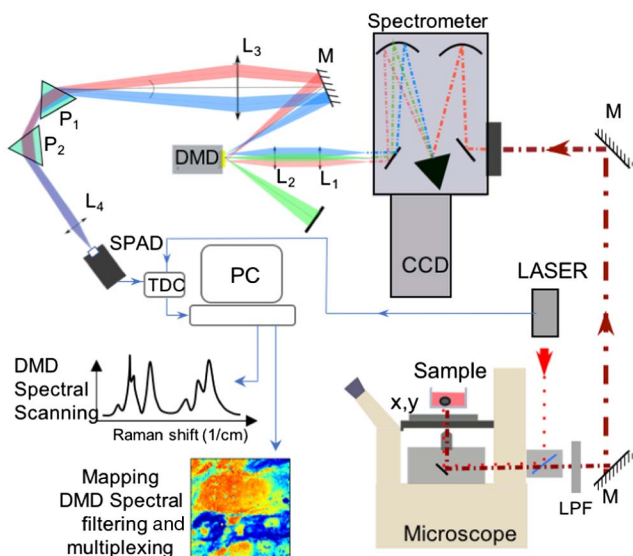 Spectrometer
L3
M
M
P1
P2
DMD
L2
L1
L4
SPAD
CCD
TDC
PC
LASER
DMD
Spectral
Scanning
Raman shift (1/cm)
Sample
x,y
Mapping
DMD Spectral
filtering and
multiplexing
LPF
M
Microscope